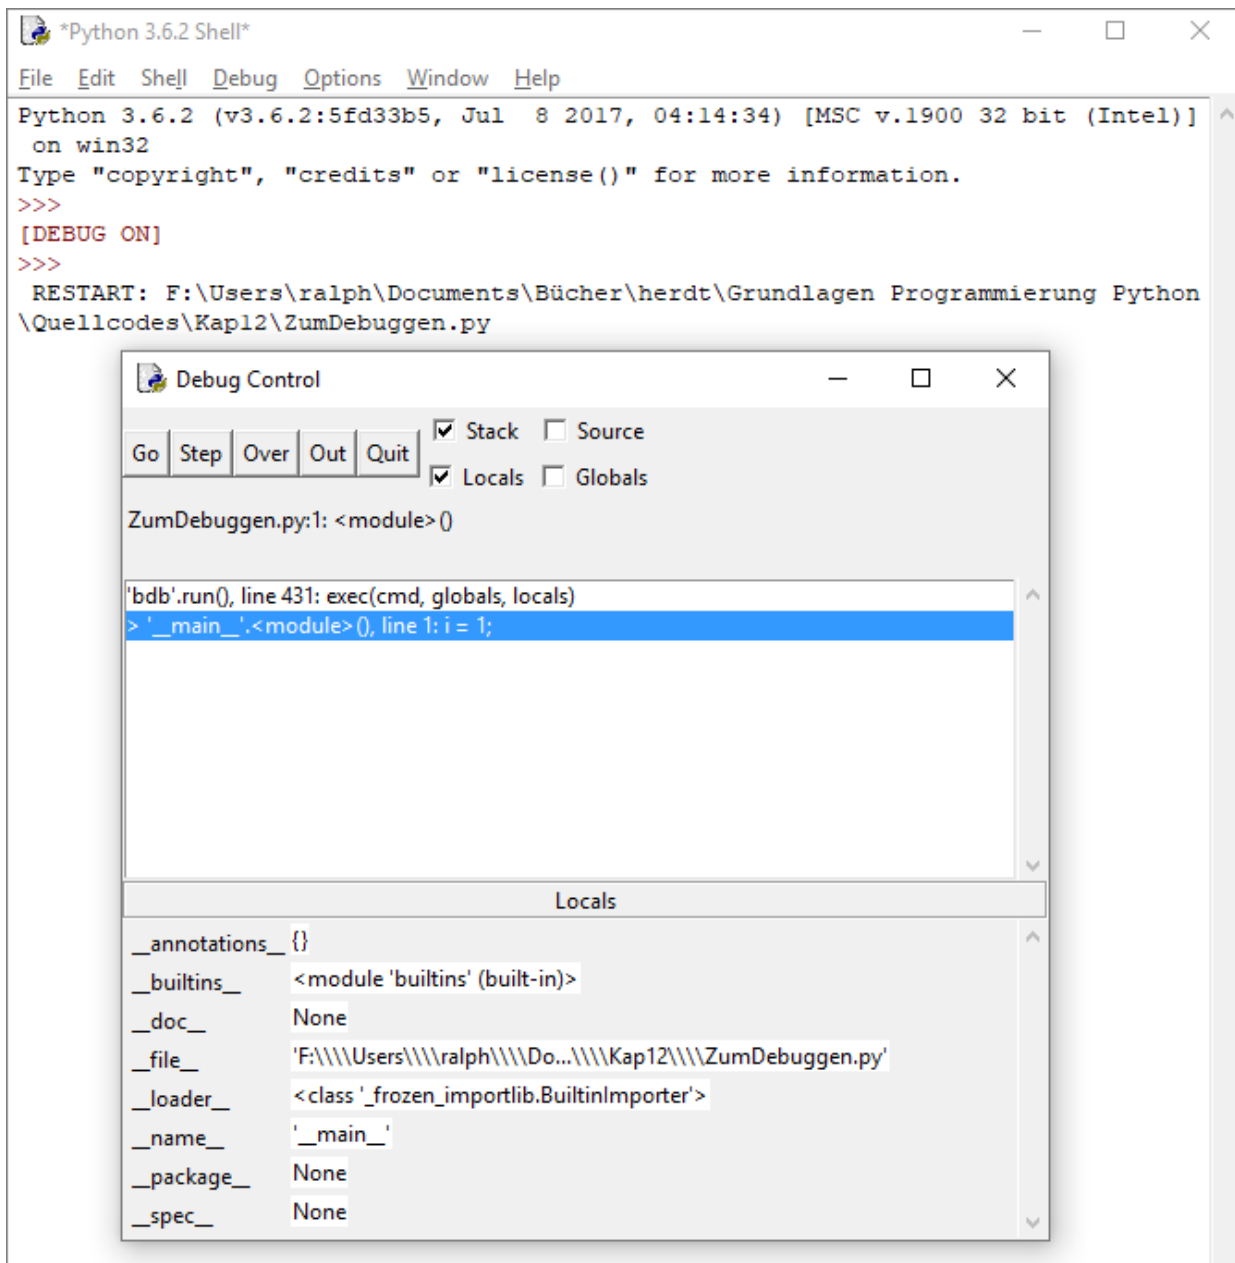 *Python 3.6.2 Shell*
File Edit Shell Debug Options Window Help
Python 3.6.2 (v3.6.2:5fd33b5, Jul  8 2017, 04:14:34) [MSC v.1900 32 bit (Intel)]
 on win32
Type "copyright", "credits" or "license()" for more information.
>>>
[DEBUG ON]
>>>
 RESTART: F:\Users\ralph\Documents\Bücher\herdt\Grundlagen Programmierung Python
\Quellcodes\Kap12\ZumDebuggen.py
Debug Control
Go Step Over Out Quit
Stack Source
Locals Globals
ZumDebuggen.py:1: <module>()
'bdb'.run(), line 431: exec(cmd, globals, locals)
> '__main__'.<module>(), line 1: i = 1;
Locals
__annotations__ {}
__builtins__ <module 'builtins' (built-in)>
__doc__ None
__file__ 'F:\\\\Users\\\\ralph\\\\Do...\\\\Kap12\\\\ZumDebuggen.py'
__loader__ <class '_frozen_importlib.BuiltinImporter'>
__name__ '__main__'
__package__ None
__spec__ None